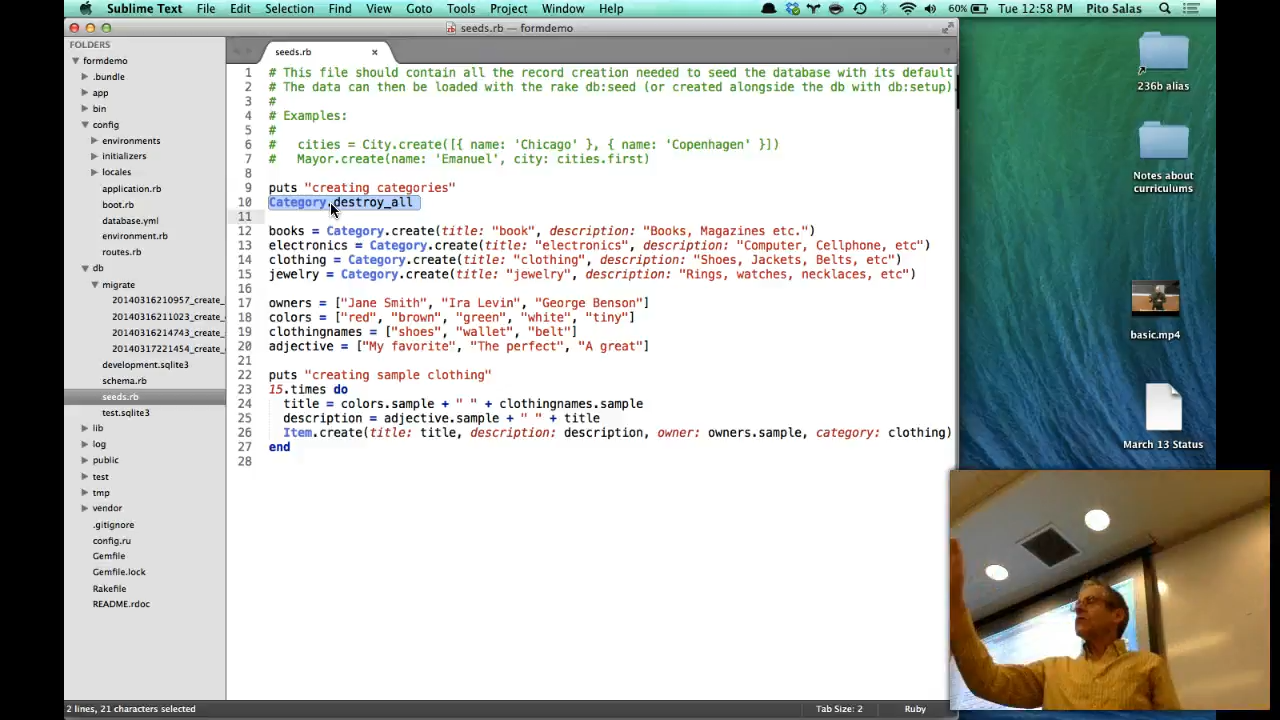 Sublime Text File Edit Selection Find View Goto Tools Project Window Help 60% Tue 12:58 PM Pito Salas
seeds.rb — formdemo
FOLDERS
formdemo
.bundle
app
bin
config
environments
initializers
locales
application.rb
boot.rb
database.yml
environment.rb
routes.rb
db
migrate
20140316210957_create_
20140316211023_create_
20140316214743_create_
20140317221454_create_
development.sqlite3
schema.rb
seeds.rb
test.sqlite3
lib
log
public
test
tmp
vendor
.gitignore
config.ru
Gemfile
Gemfile.lock
Rakefile
README.rdoc
seeds.rb
1 # This file should contain all the record creation needed to seed the database with its default
2 # The data can then be loaded with the rake db:seed (or created alongside the db with db:setup).
3 #
4 # Examples:
5 #
6 #   cities = City.create([{ name: 'Chicago' }, { name: 'Copenhagen' }])
7 #   Mayor.create(name: 'Emanuel', city: cities.first)
8
9 puts "creating categories"
10 Category.destroy_all
11
12 books = Category.create(title: "book", description: "Books, Magazines etc.")
13 electronics = Category.create(title: "electronics", description: "Computer, Cellphone, etc")
14 clothing = Category.create(title: "clothing", description: "Shoes, Jackets, Belts, etc")
15 jewelry = Category.create(title: "jewelry", description: "Rings, watches, necklaces, etc")
16
17 owners = ["Jane Smith", "Ira Levin", "George Benson"]
18 colors = ["red", "brown", "green", "white", "tiny"]
19 clothingnames = ["shoes", "wallet", "belt"]
20 adjective = ["My favorite", "The perfect", "A great"]
21
22 puts "creating sample clothing"
23 15.times do
24   title = colors.sample + " " + clothingnames.sample
25   description = adjective.sample + " " + title
26   Item.create(title: title, description: description, owner: owners.sample, category: clothing)
27 end
28
2 lines, 21 characters selected Tab Size: 2 Ruby
236b alias
Notes about
curriculums
basic.mp4
March 13 Status